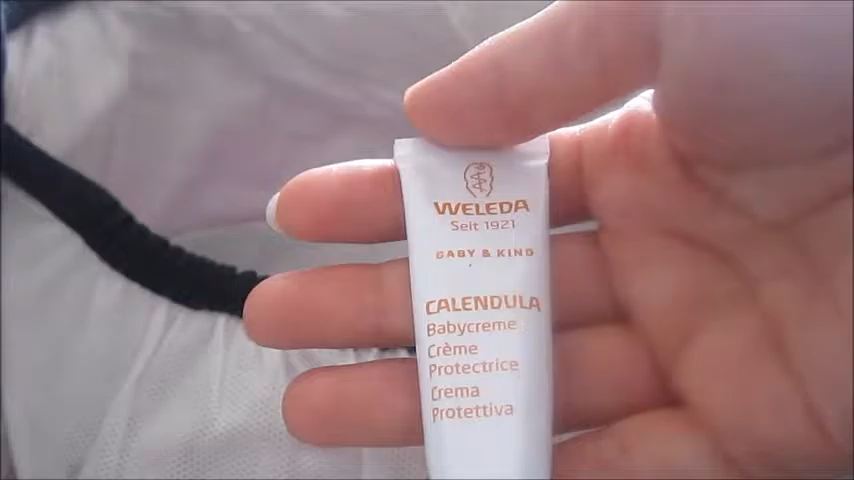 WELEDA
Seit 1921
BABY & KIND
CALENDULA
Babycreme
Crème
Protectrice
Crema
Protettiva